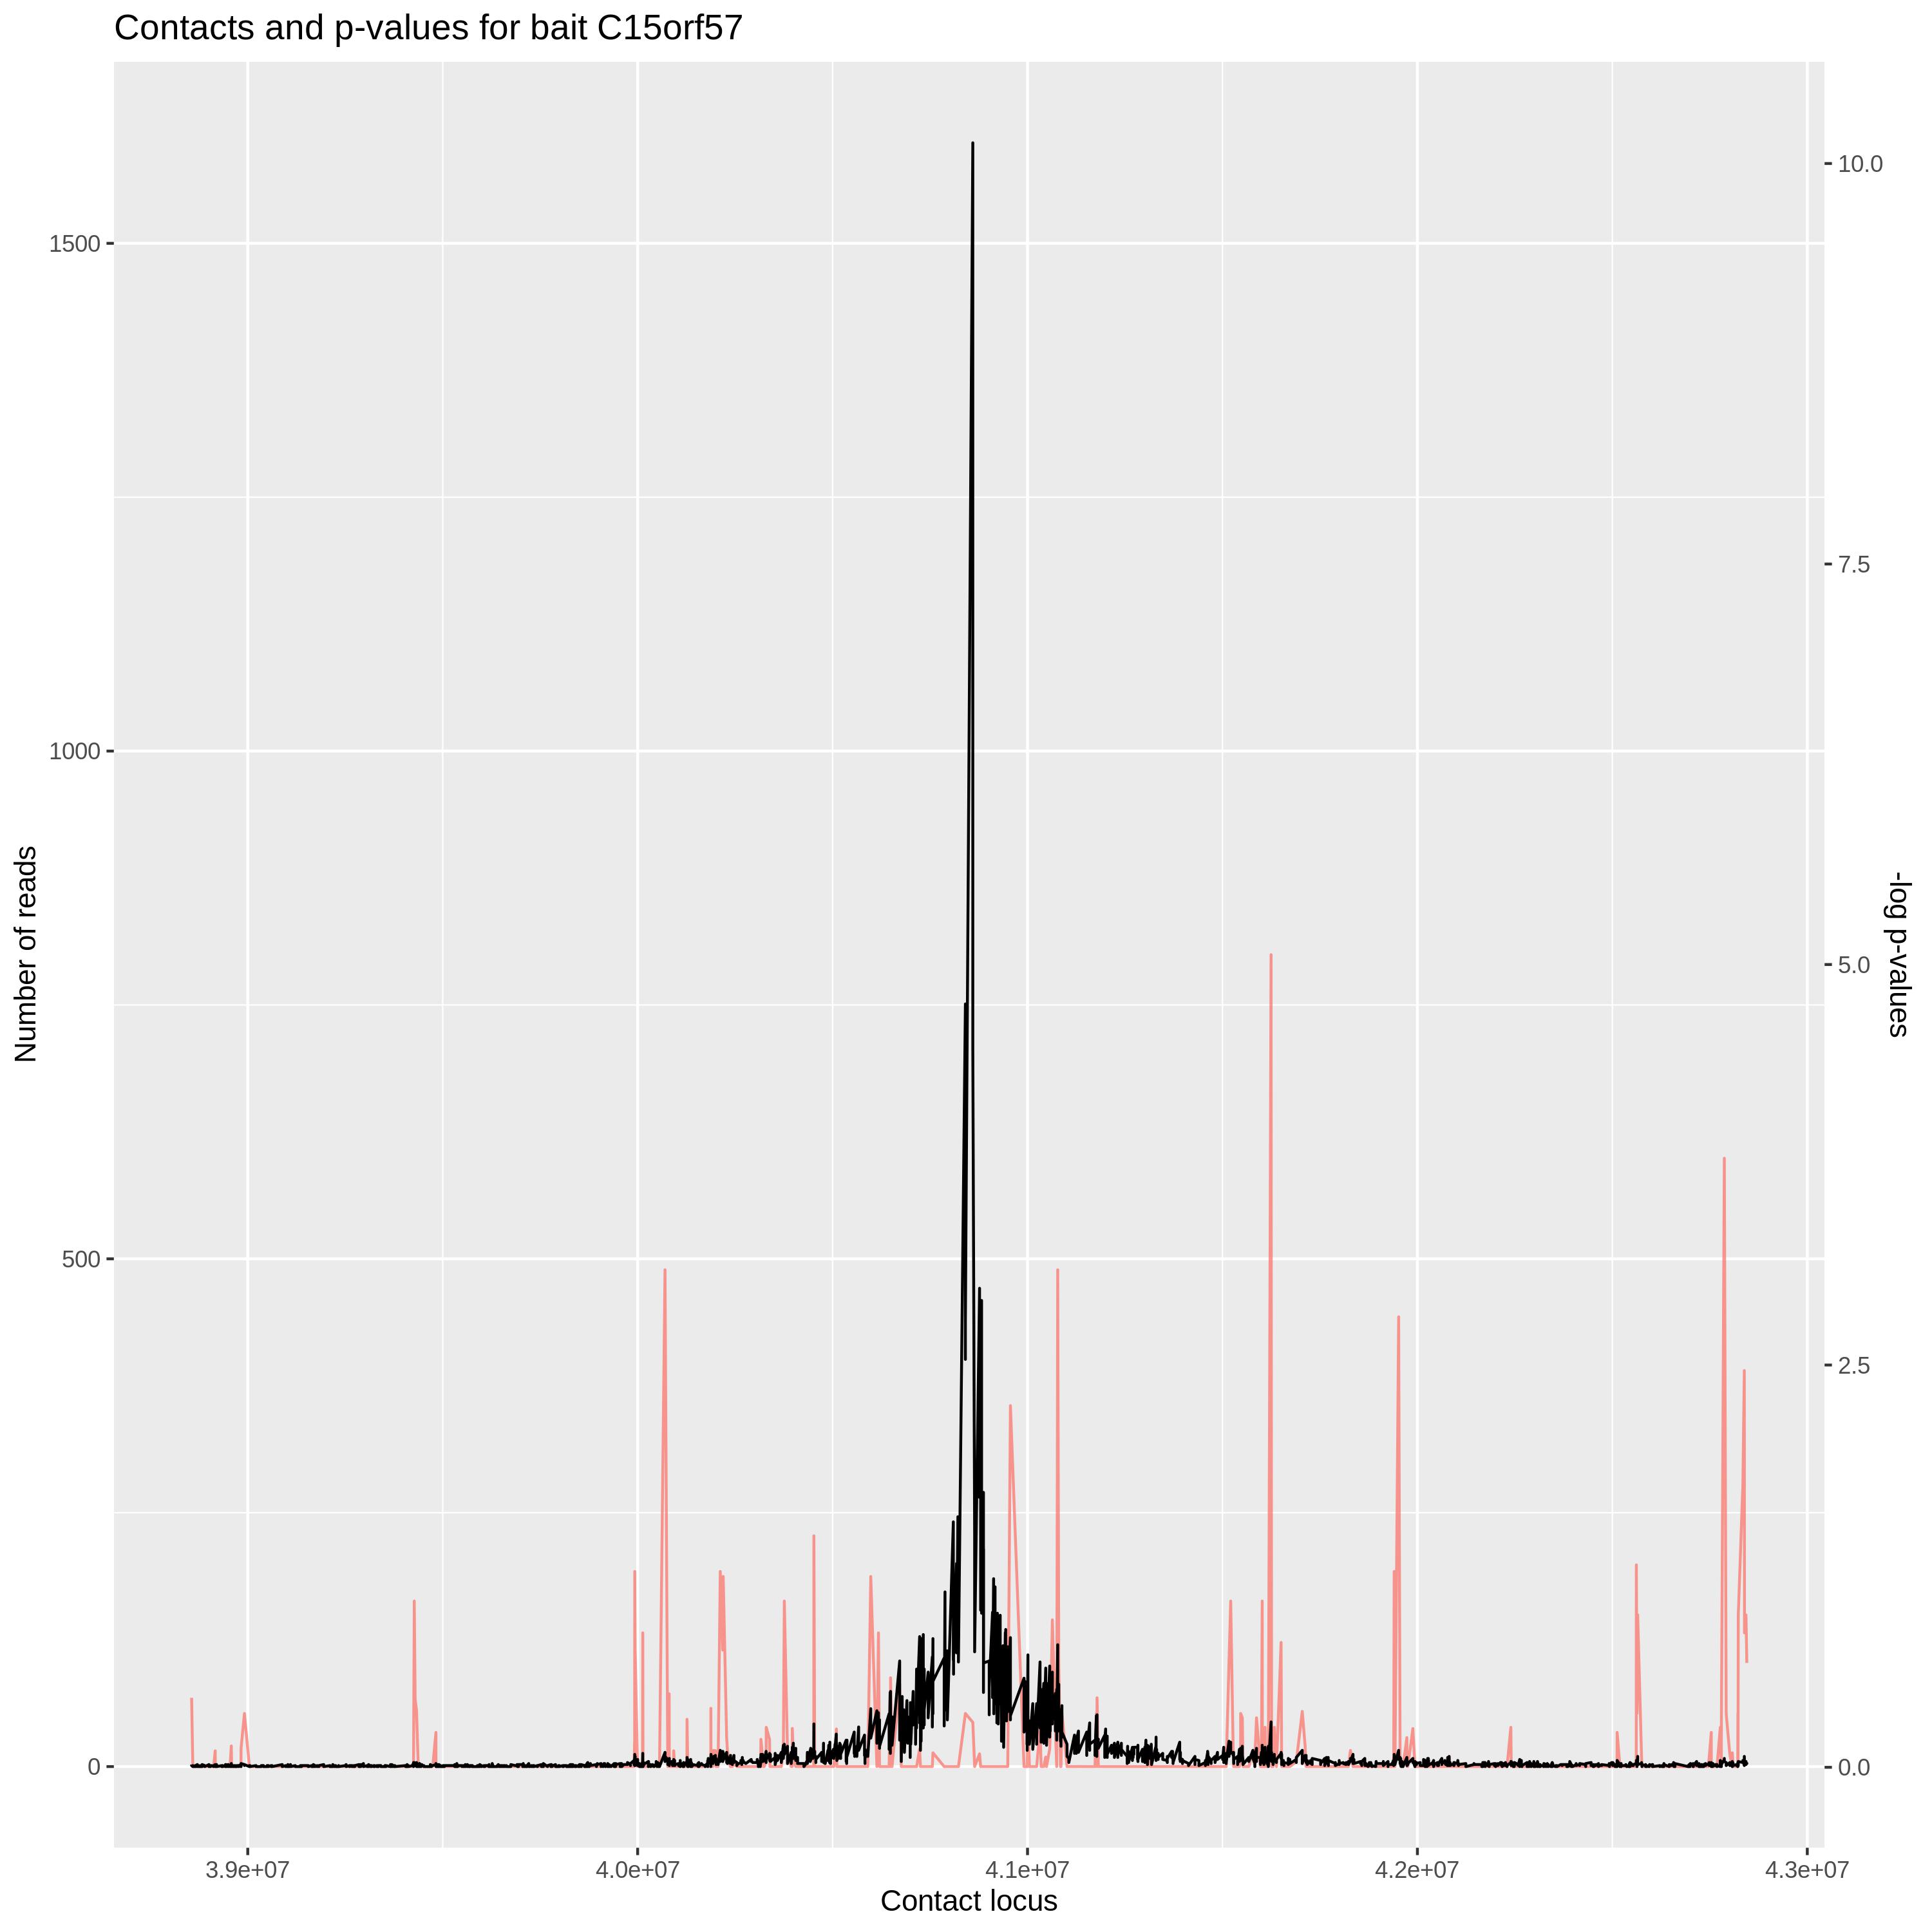 Contacts and p-values for bait C15orf57
Number of reads
1500
1000
500
0
10.0
7.5
5.0
2.5
0.0
-log p-values
3.9e+07 4.0e+07 4.1e+07 4.2e+07 4.3e+07
Contact locus